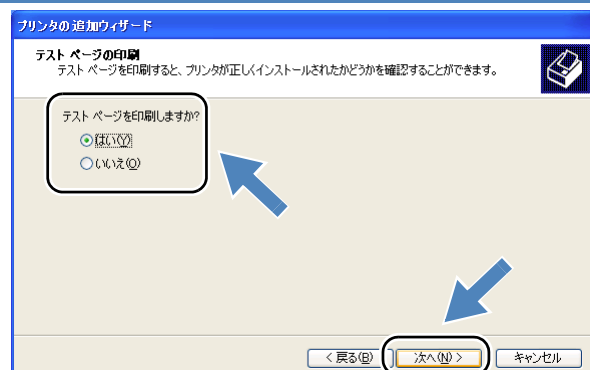 プリンタの追加ウィザード
テスト ページの印刷
テスト ページを印刷すると、プリンタが正しくインストールされたかどうかを確認することができます。
テスト ページを印刷しますか?
はい(Y)
いいえ(O)
< 戻る(B) 次へ(N) > キャンセル